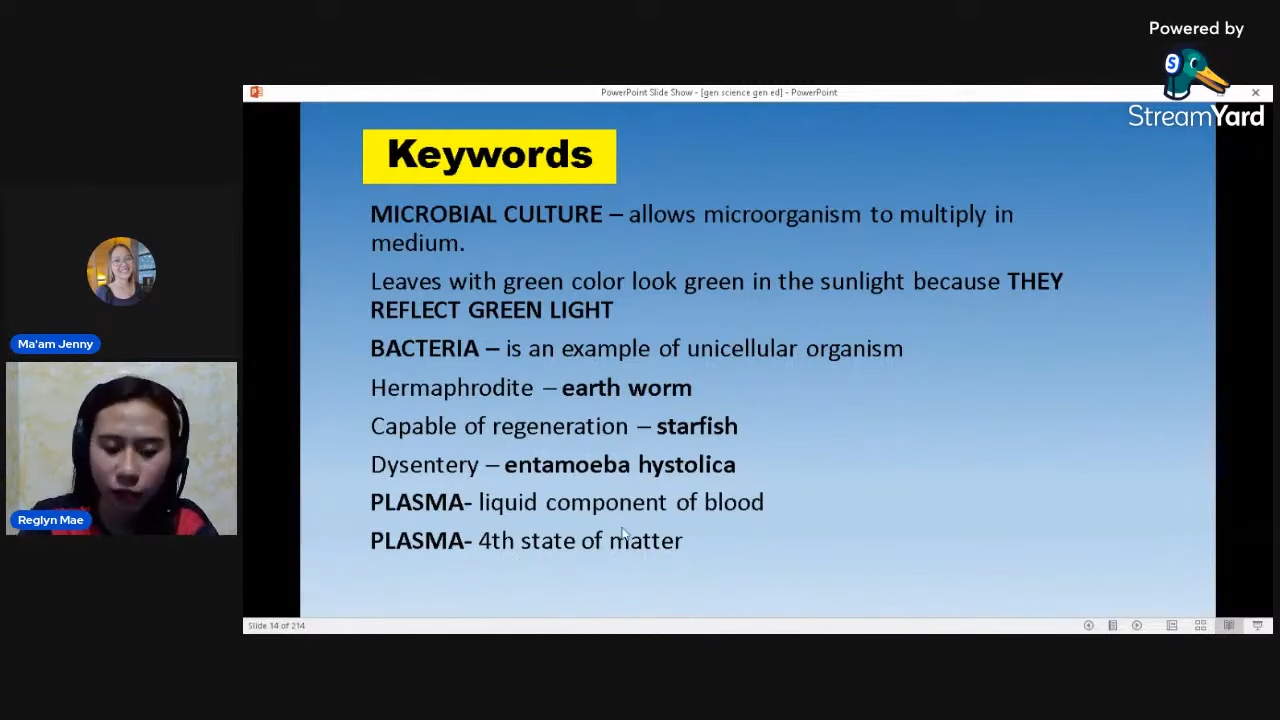 Powered by
StreamYard
PowerPoint Slide Show - [gen science gen ed] - PowerPoint
Keywords
MICROBIAL CULTURE – allows microorganism to multiply in
medium.
Leaves with green color look green in the sunlight because THEY
REFLECT GREEN LIGHT
BACTERIA – is an example of unicellular organism
Hermaphrodite – earth worm
Capable of regeneration – starfish
Dysentery – entamoeba hystolica
PLASMA- liquid component of blood
PLASMA- 4th state of matter
Slide 14 of 214
Ma'am Jenny
Reglyn Mae